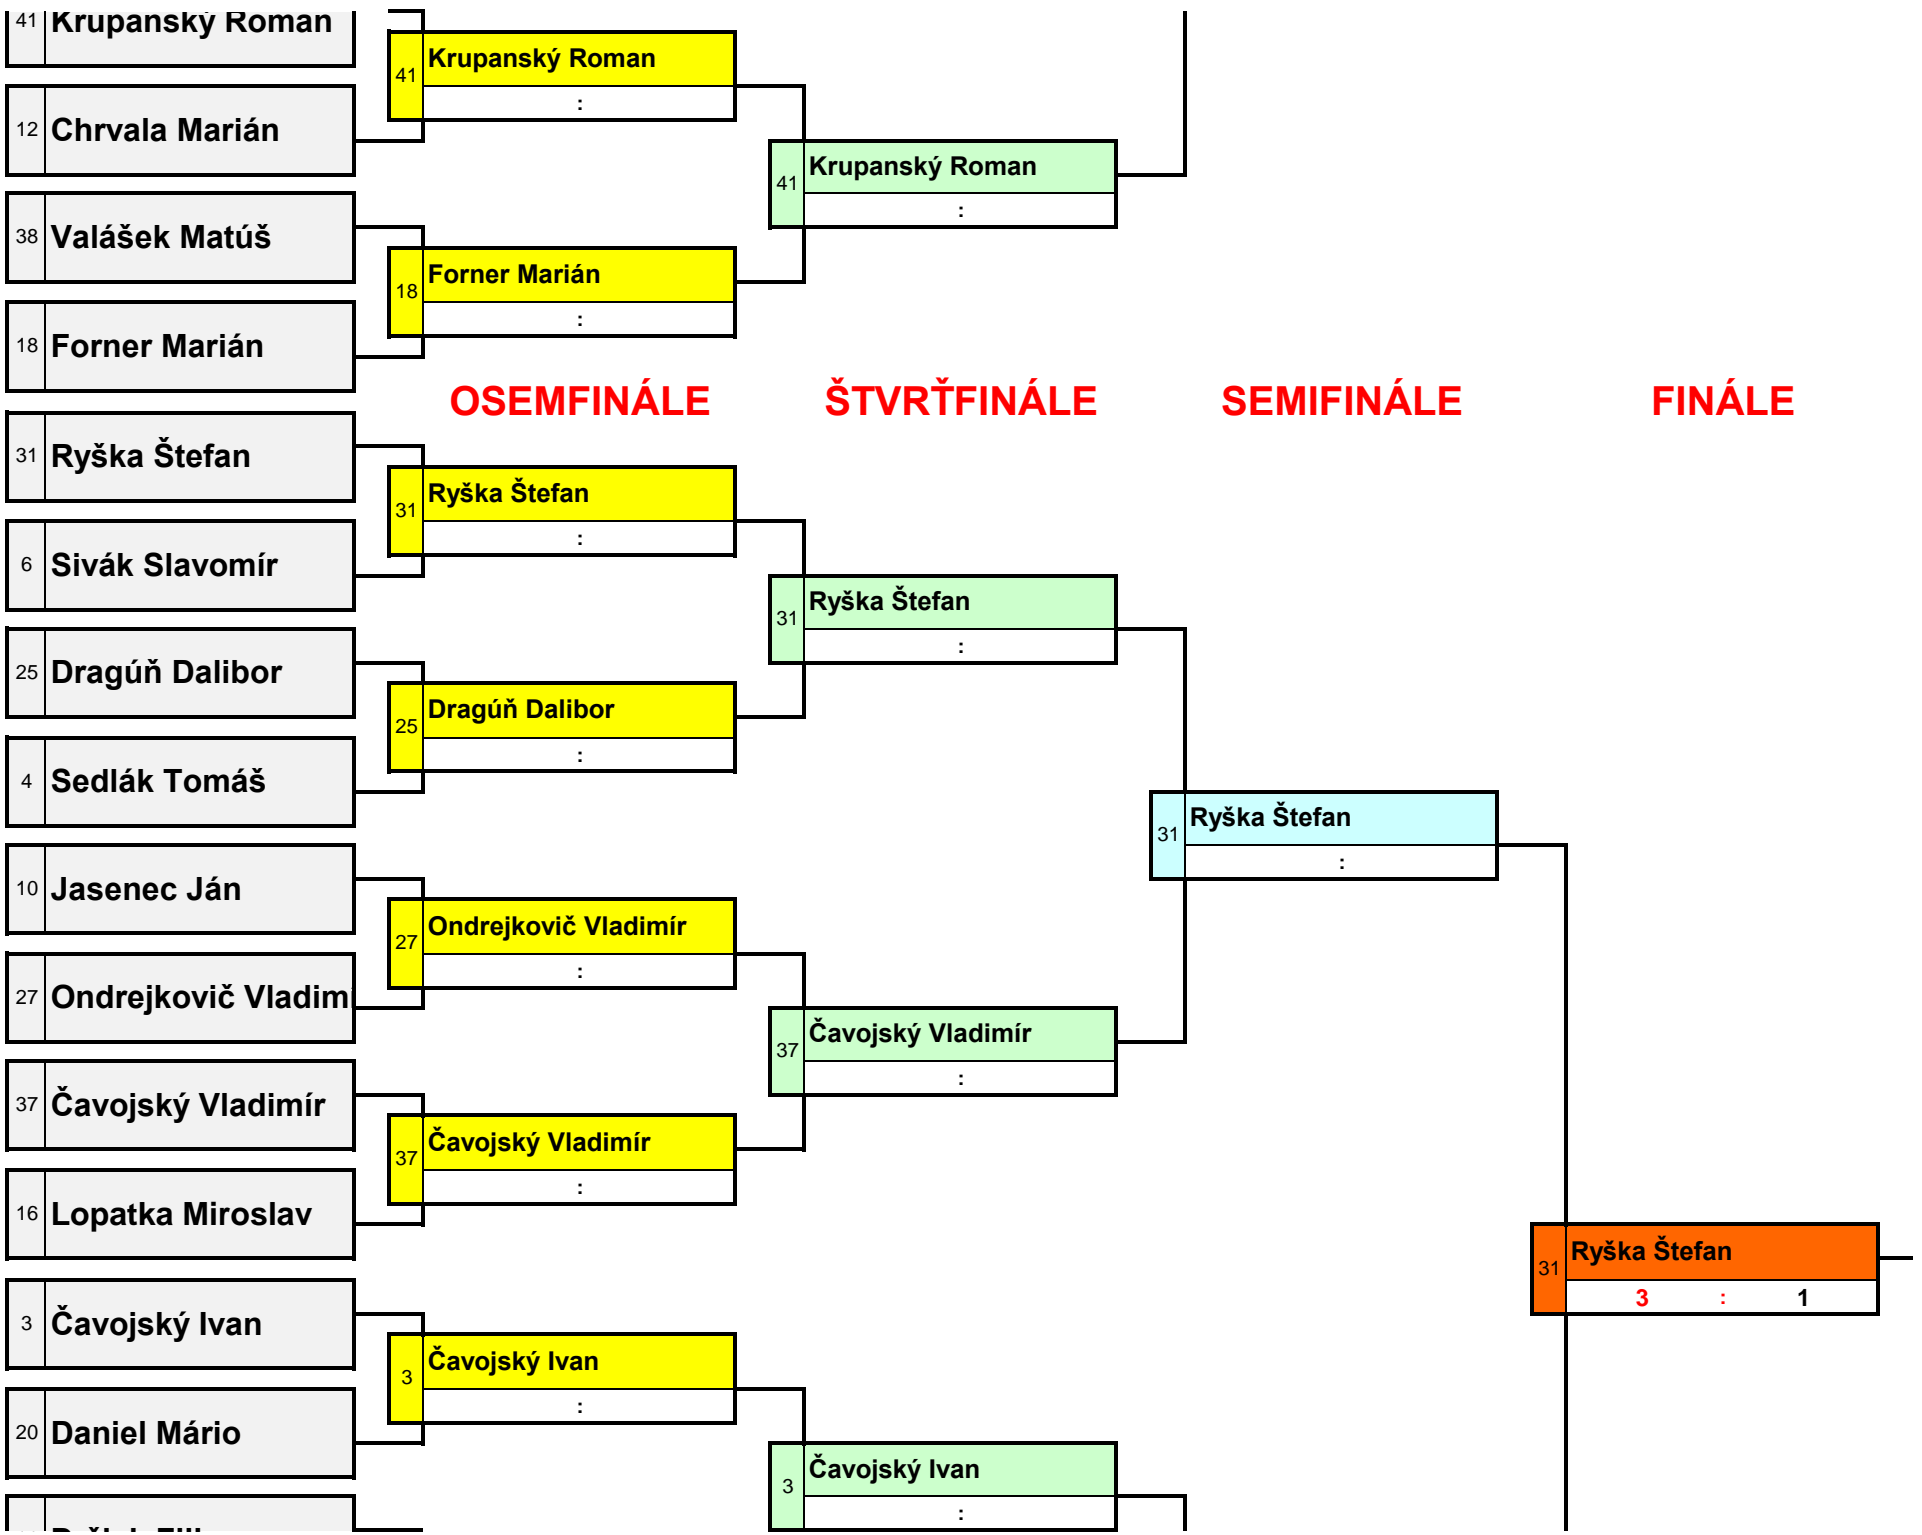 41 Krupanský Roman
41 Krupanský Roman
:
12 Chrvala Marián
41 Krupanský Roman
:
38 Valášek Matúš
18 Forner Marián
:
18 Forner Marián
OSEMFINÁLE ŠTVRŤFINÁLE SEMIFINÁLE FINÁLE
31 Ryška Štefan
31 Ryška Štefan
:
6 Sivák Slavomír
31 Ryška Štefan
:
25 Dragúň Dalibor
25 Dragúň Dalibor
:
4 Sedlák Tomáš
31 Ryška Štefan
:
10 Jasenec Ján
27 Ondrejkovič Vladimír
:
27 Ondrejkovič Vladimí
37 Čavojský Vladimír
:
37 Čavojský Vladimír
37 Čavojský Vladimír
:
16 Lopatka Miroslav
31 Ryška Štefan
3 : 1
3 Čavojský Ivan
3 Čavojský Ivan
:
20 Daniel Mário
3 Čavojský Ivan
: